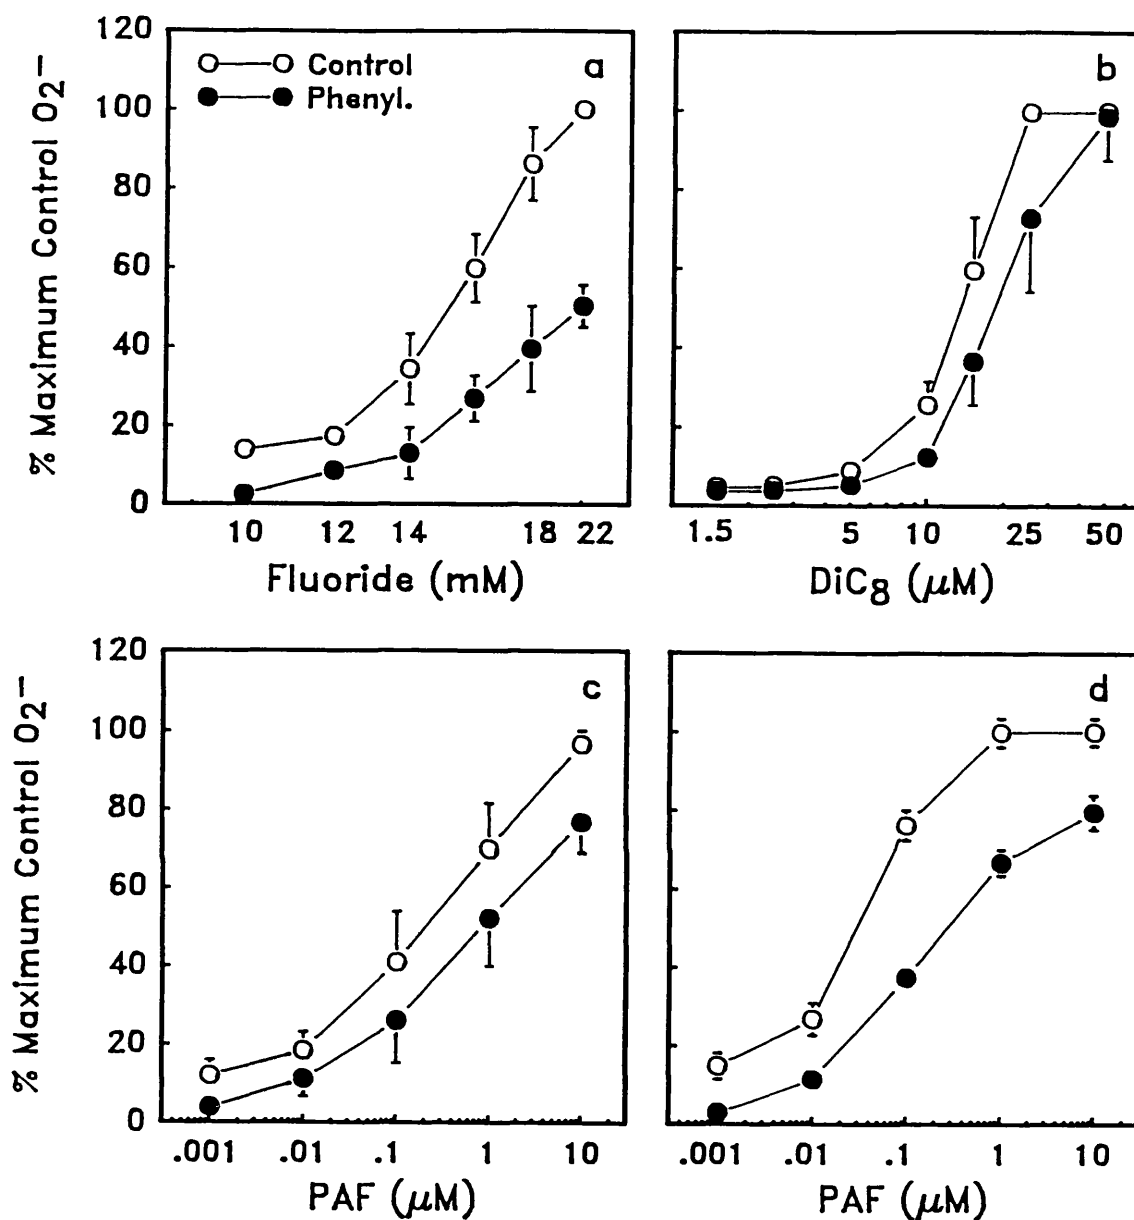 120
100
80
60
40
20
0
% Maximum Control O2−
Control
Phenyl.
a
10 12 14 18 22
Fluoride (mM)
b
1.5 5 10 25 50
DiC8 (μM)
120
100
80
60
40
20
0
% Maximum Control O2−
c
.001 .01 .1 1 10
PAF (μM)
d
.001 .01 .1 1 10
PAF (μM)